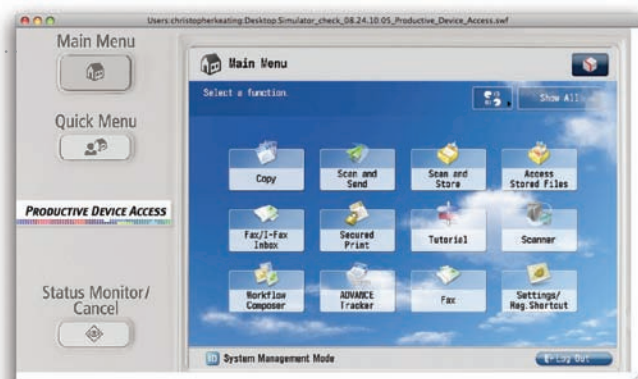 Users:christopherkeating:Desktop:Simulator_check_08.24.10:05_Productive_Device_Access.swf
Main Menu
Quick Menu
PRODUCTIVE DEVICE ACCESS
Status Monitor/
Cancel
Main Menu
Select a function.
Show All
Copy
Scan and
Send
Scan and
Store
Access
Stored Files
Fax/I-Fax
Inbox
Secured
Print
Tutorial
Scanner
Workflow
Composer
ADVANCE
Tracker
Fax
Settings/
Reg.Shortcut
ID System Management Mode
Log Out